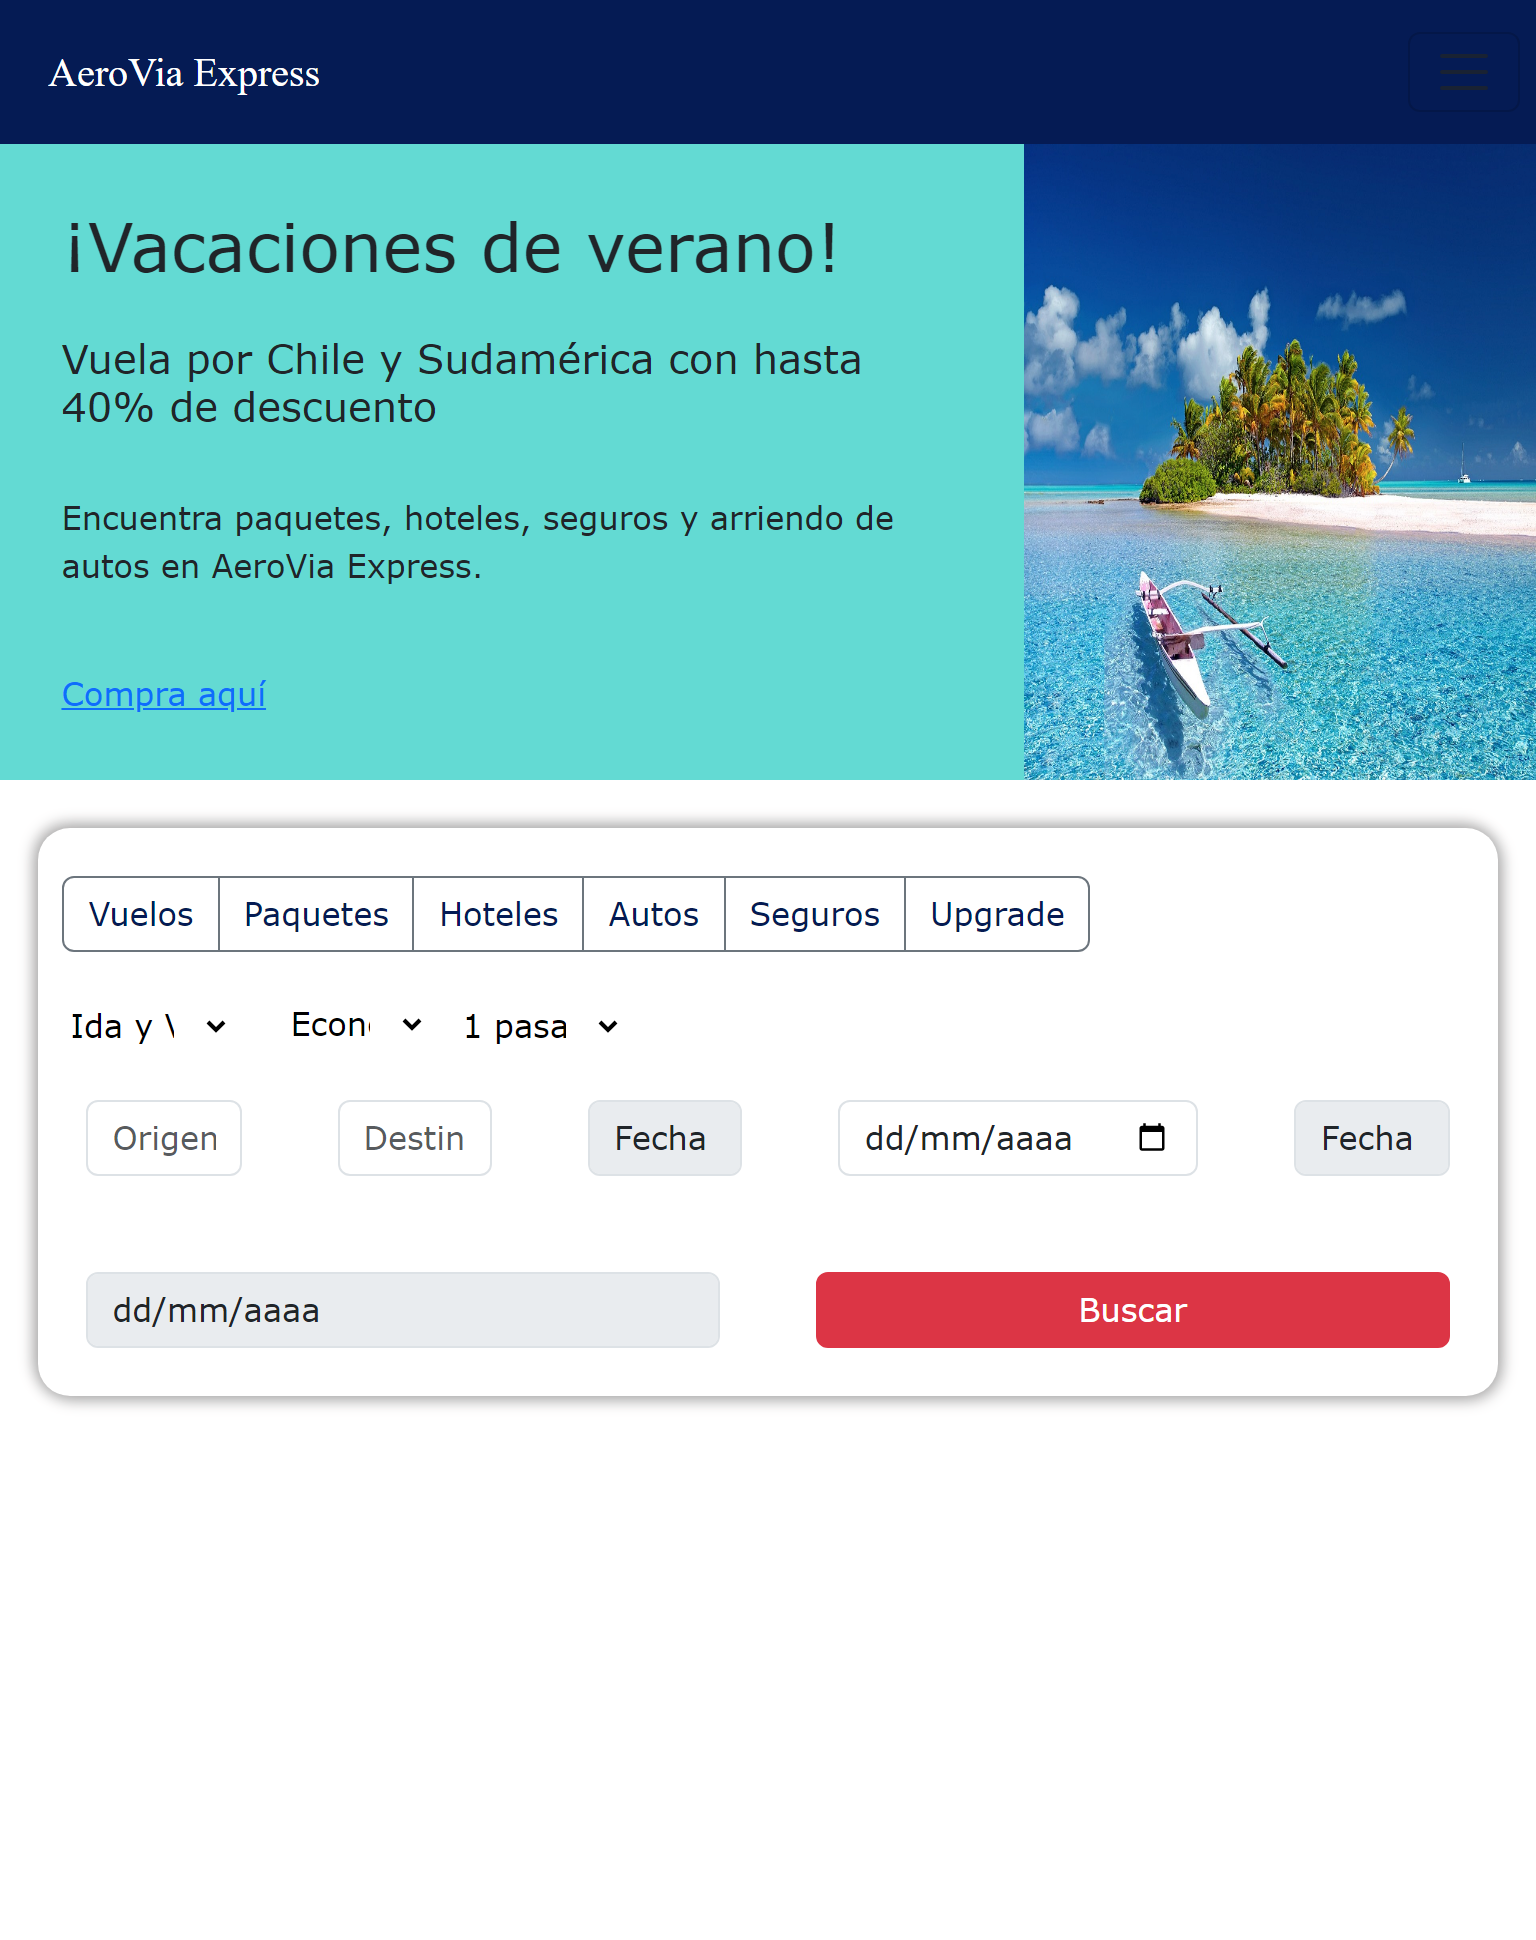 AeroVia Express
¡Vacaciones de verano!
Vuela por Chile y Sudamérica con hasta
40% de descuento
Encuentra paquetes, hoteles, seguros y arriendo de
autos en AeroVia Express.
Compra aquí
Vuelos Paquetes Hoteles Autos Seguros Upgrade
Ida y V Econo 1 pasa
Origen Destin Fecha dd/mm/aaaa Fecha
dd/mm/aaaa Buscar